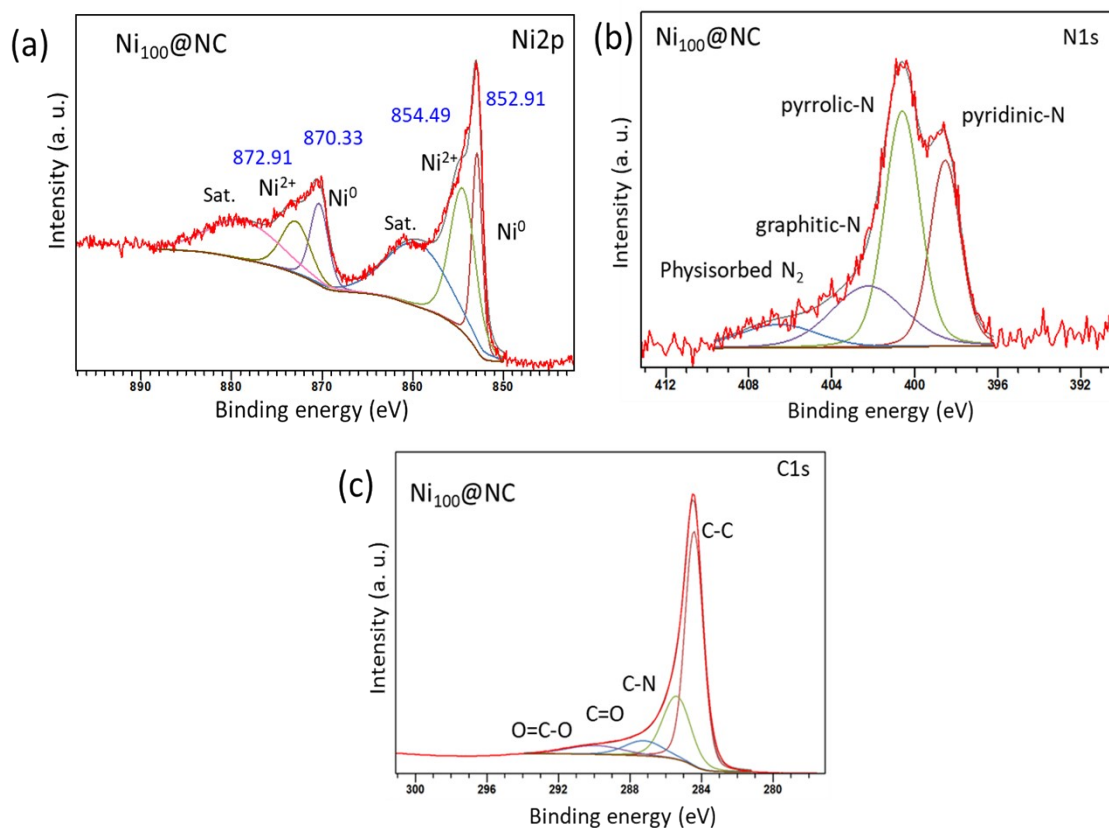 (a)
Ni₁₀₀@NC
Ni2p
852.91
854.49
870.33
872.91
Ni²⁺
Ni²⁺
Sat.
Ni⁰
Sat.
Ni⁰
Intensity (a. u.)
890 880 870 860 850
Binding energy (eV)
(b)
Ni₁₀₀@NC
N1s
pyrrolic-N
pyridinic-N
graphitic-N
Physisorbed N₂
Intensity (a. u.)
412 408 404 400 396 392
Binding energy (eV)
(c)
Ni₁₀₀@NC
C1s
C-C
C-N
C=O
O=C-O
Intensity (a. u.)
300 296 292 288 284 280
Binding energy (eV)